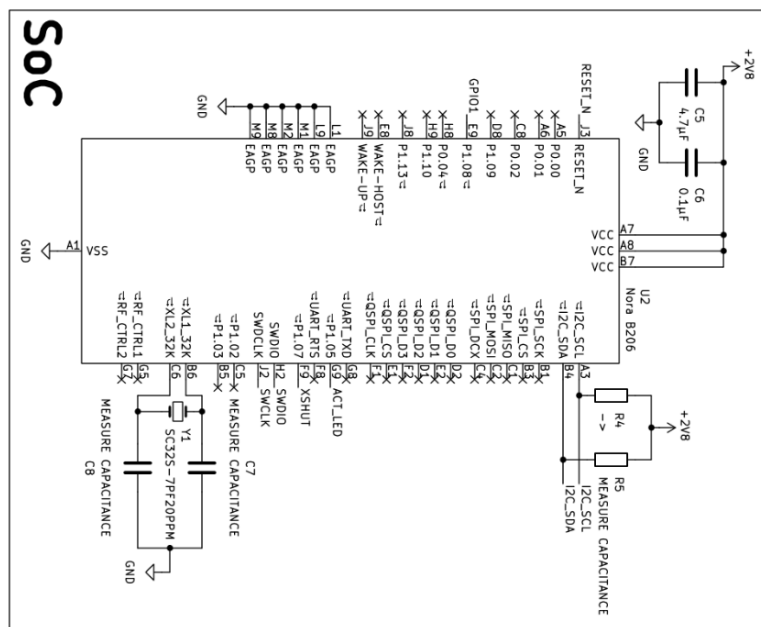 SoC
+2V8
C5
4.7µF
C6
0.1µF
GND
GND
L1 EAGP
L9 EAGP
M1 EAGP
M2 EAGP
M8 EAGP
M9 EAGP
J9 WAKE-UP
E8 WAKE-HOST
J8 P1.13
H9 P1.10
H8 P0.04
GPIO1 E9 P1.08
D8 P1.09
C8 P0.02
A6 P0.01
A5 P0.00
RESET_N J3 RESET_N
VCC A7
VCC A8
VCC B7
U2
Nora B206
GND
A1 VSS
RF_CTRL2 G7
RF_CTRL1 G5
XL2_32K C6
XL1_32K B6
P1.03 B5
P1.02 C5
SWDCLK J2 SWCLK
SWDIO H2 SWDIO
P1.07 F9 XSHUT
UART_RTS F8
P1.05 G9 ACT_LED
UART_TXD G8
QSPI_CLK F1
QSPI_CS E1
QSPI_D3 F2
QSPI_D2 D1
QSPI_D1 E2
QSPI_D0 D2
SPI_DCX C4
SPI_MOSI C2
SPI_MISO C1
SPI_CS B3
SPI_SCK B1
I2C_SDA B4
I2C_SCL A3
R4
->
+2V8
R5
MEASURE CAPACITANCE
I2C_SCL
I2C_SDA
Y1
SC32S-7PF20PPM
C7
MEASURE CAPACITANCE
C8
MEASURE CAPACITANCE
GND